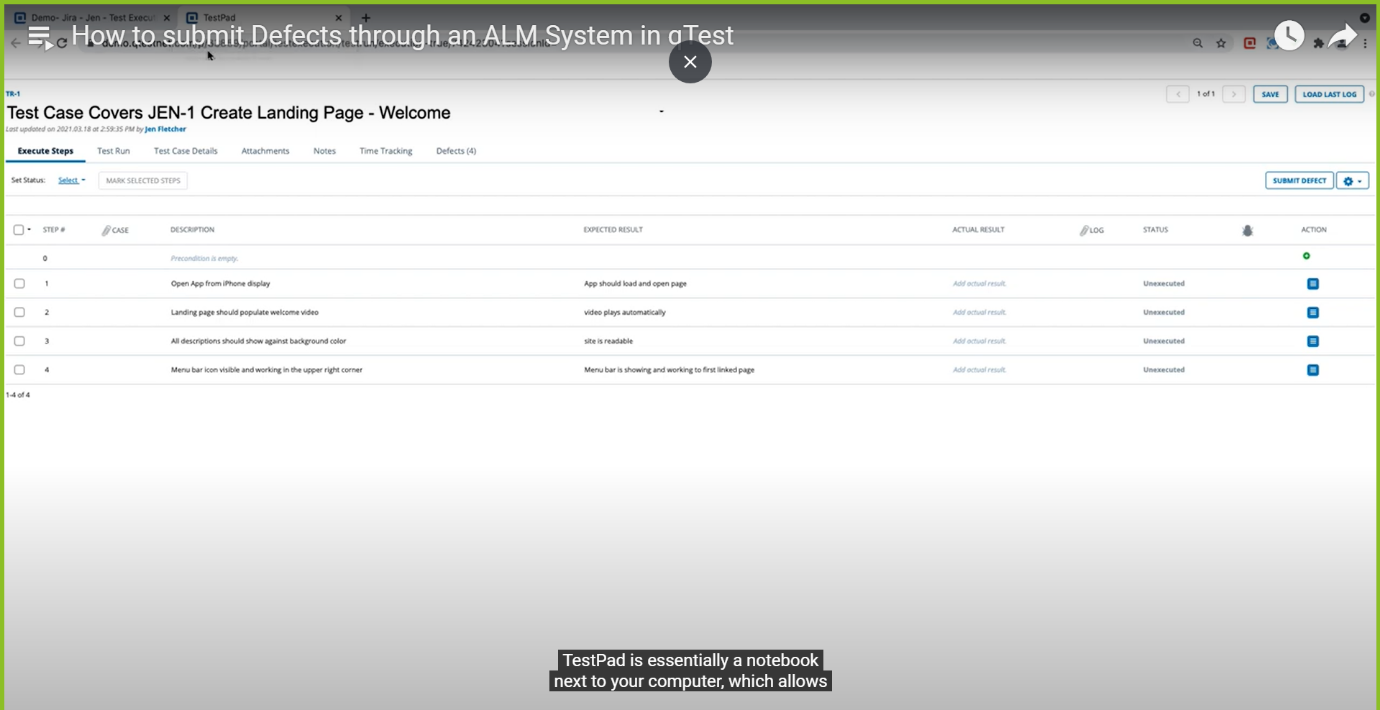 Demo- Jira - Jen - Test Execu
TestPad
How to submit Defects through an ALM System in qTest
TR-1
1 of 1
SAVE
LOAD LAST LOG
Test Case Covers JEN-1 Create Landing Page - Welcome
-
Last updated on 2021.03.18 at 2:59:35 PM by Jen Fletcher
Execute Steps Test Run Test Case Details Attachments Notes Time Tracking Defects (4)
Set Status: Select MARK SELECTED STEPS SUBMIT DEFECT
STEP # CASE DESCRIPTION EXPECTED RESULT ACTUAL RESULT LOG STATUS ACTION
0 Precondition is empty.
1 Open App from iPhone display App should load and open page Add actual result. Unexecuted
2 Landing page should populate welcome video video plays automatically Add actual result. Unexecuted
3 All descriptions should show against background color site is readable Add actual result. Unexecuted
4 Menu bar icon visible and working in the upper right corner Menu bar is showing and working to first linked page Add actual result. Unexecuted
1-4 of 4
TestPad is essentially a notebook
next to your computer, which allows